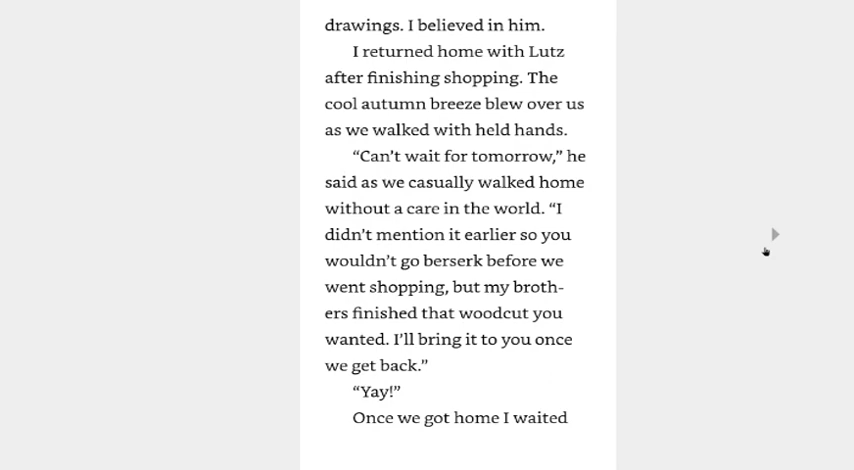 drawings. I believed in him.
I returned home with Lutz
after finishing shopping. The
cool autumn breeze blew over us
as we walked with held hands.
“Can’t wait for tomorrow,” he
said as we casually walked home
without a care in the world. “I
didn’t mention it earlier so you
wouldn’t go berserk before we
went shopping, but my broth-
ers finished that woodcut you
wanted. I’ll bring it to you once
we get back.”
“Yay!”
Once we got home I waited